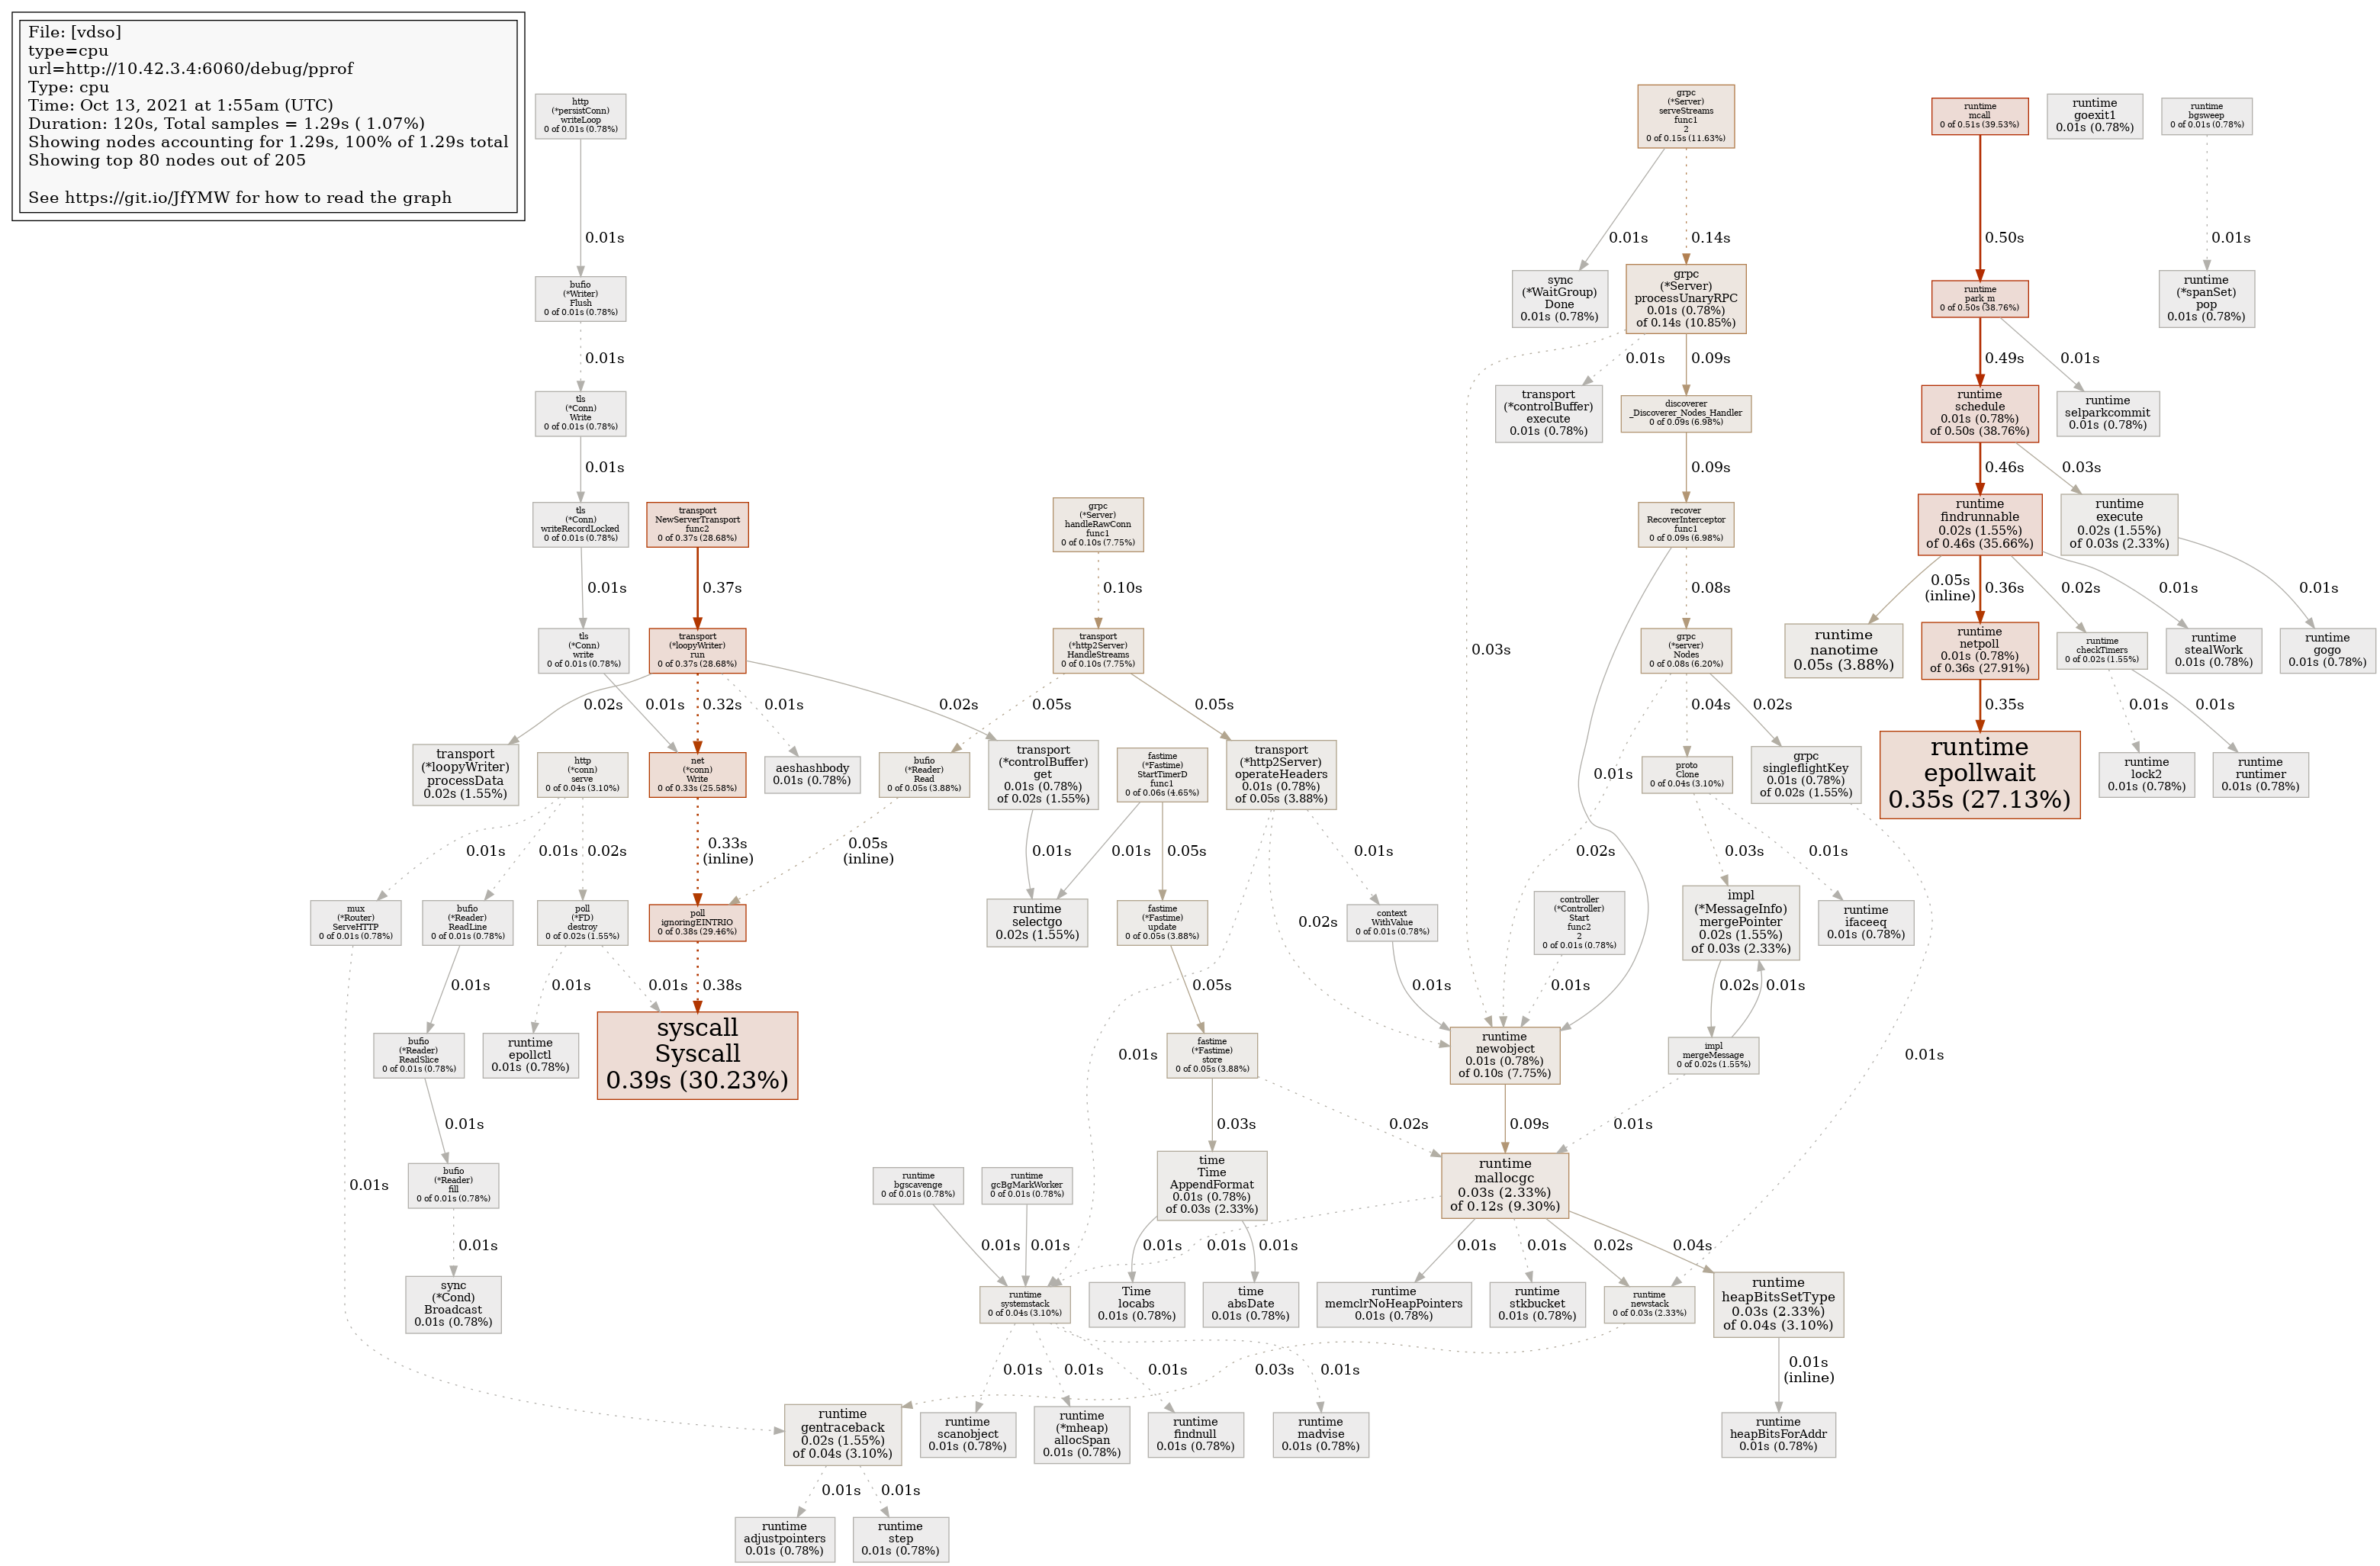 File: [vdso]
type=cpu
url=http://10.42.3.4:6060/debug/pprof
Type: cpu
Time: Oct 13, 2021 at 1:55am (UTC)
Duration: 120s, Total samples = 1.29s ( 1.07%)
Showing nodes accounting for 1.29s, 100% of 1.29s total
Showing top 80 nodes out of 205
See https://git.io/JfYMW for how to read the graph
http
(*persistConn)
writeLoop
0 of 0.01s (0.78%)
grpc
(*Server)
serveStreams
func1
2
0 of 0.15s (11.63%)
runtime
mcall
0 of 0.51s (39.53%)
runtime
goexit1
0.01s (0.78%)
runtime
bgsweep
0 of 0.01s (0.78%)
0.01s
0.01s
0.14s
0.50s
0.01s
bufio
(*Writer)
Flush
0 of 0.01s (0.78%)
sync
(*WaitGroup)
Done
0.01s (0.78%)
grpc
(*Server)
processUnaryRPC
0.01s (0.78%)
of 0.14s (10.85%)
runtime
park_m
0 of 0.50s (38.76%)
runtime
(*spanSet)
pop
0.01s (0.78%)
0.01s
0.01s
0.09s
0.49s
0.01s
tls
(*Conn)
Write
0 of 0.01s (0.78%)
transport
(*controlBuffer)
execute
0.01s (0.78%)
discoverer
_Discoverer_Nodes_Handler
0 of 0.09s (6.98%)
runtime
schedule
0.01s (0.78%)
of 0.50s (38.76%)
runtime
selparkcommit
0.01s (0.78%)
0.01s
0.09s
0.46s
0.03s
tls
(*Conn)
writeRecordLocked
0 of 0.01s (0.78%)
transport
NewServerTransport
func2
0 of 0.37s (28.68%)
grpc
(*Server)
handleRawConn
func1
0 of 0.10s (7.75%)
recover
RecoverInterceptor
func1
0 of 0.09s (6.98%)
runtime
findrunnable
0.02s (1.55%)
of 0.46s (35.66%)
runtime
execute
0.02s (1.55%)
of 0.03s (2.33%)
0.01s
0.37s
0.10s
0.08s
0.05s
(inline)
0.36s
0.02s
0.01s
0.01s
tls
(*Conn)
write
0 of 0.01s (0.78%)
transport
(*loopyWriter)
run
0 of 0.37s (28.68%)
transport
(*http2Server)
HandleStreams
0 of 0.10s (7.75%)
0.03s
grpc
(*server)
Nodes
0 of 0.08s (6.20%)
runtime
nanotime
0.05s (3.88%)
runtime
netpoll
0.01s (0.78%)
of 0.36s (27.91%)
runtime
checkTimers
0 of 0.02s (1.55%)
runtime
stealWork
0.01s (0.78%)
runtime
gogo
0.01s (0.78%)
0.02s
0.01s
0.32s
0.01s
0.02s
0.05s
0.05s
0.04s
0.02s
0.35s
0.01s
0.01s
transport
(*loopyWriter)
processData
0.02s (1.55%)
http
(*conn)
serve
0 of 0.04s (3.10%)
net
(*conn)
Write
0 of 0.33s (25.58%)
aeshashbody
0.01s (0.78%)
bufio
(*Reader)
Read
0 of 0.05s (3.88%)
transport
(*controlBuffer)
get
0.01s (0.78%)
of 0.02s (1.55%)
fastime
(*Fastime)
StartTimerD
func1
0 of 0.06s (4.65%)
transport
(*http2Server)
operateHeaders
0.01s (0.78%)
of 0.05s (3.88%)
0.01s
proto
Clone
0 of 0.04s (3.10%)
grpc
singleflightKey
0.01s (0.78%)
of 0.02s (1.55%)
runtime
epollwait
0.35s (27.13%)
runtime
lock2
0.01s (0.78%)
runtime
runtimer
0.01s (0.78%)
0.01s
0.01s
0.02s
0.33s
(inline)
0.05s
(inline)
0.01s
0.01s
0.05s
0.01s
0.02s
0.03s
0.01s
mux
(*Router)
ServeHTTP
0 of 0.01s (0.78%)
bufio
(*Reader)
ReadLine
0 of 0.01s (0.78%)
poll
(*FD)
destroy
0 of 0.02s (1.55%)
poll
ignoringEINTRIO
0 of 0.38s (29.46%)
runtime
selectgo
0.02s (1.55%)
fastime
(*Fastime)
update
0 of 0.05s (3.88%)
0.02s
context
WithValue
0 of 0.01s (0.78%)
controller
(*Controller)
Start
func2
2
0 of 0.01s (0.78%)
impl
(*MessageInfo)
mergePointer
0.02s (1.55%)
of 0.03s (2.33%)
runtime
ifaceeq
0.01s (0.78%)
0.01s
0.01s
0.01s
0.38s
0.05s
0.01s
0.01s
0.02s
0.01s
bufio
(*Reader)
ReadSlice
0 of 0.01s (0.78%)
runtime
epollctl
0.01s (0.78%)
syscall
Syscall
0.39s (30.23%)
0.01s
fastime
(*Fastime)
store
0 of 0.05s (3.88%)
runtime
newobject
0.01s (0.78%)
of 0.10s (7.75%)
impl
mergeMessage
0 of 0.02s (1.55%)
0.01s
0.01s
0.03s
0.02s
0.09s
0.01s
0.01s
bufio
(*Reader)
fill
0 of 0.01s (0.78%)
runtime
bgscavenge
0 of 0.01s (0.78%)
runtime
gcBgMarkWorker
0 of 0.01s (0.78%)
time
Time
AppendFormat
0.01s (0.78%)
of 0.03s (2.33%)
runtime
mallocgc
0.03s (2.33%)
of 0.12s (9.30%)
0.01s
0.01s
0.01s
0.01s
0.01s
0.01s
0.01s
0.01s
0.02s
0.04s
sync
(*Cond)
Broadcast
0.01s (0.78%)
runtime
systemstack
0 of 0.04s (3.10%)
Time
locabs
0.01s (0.78%)
time
absDate
0.01s (0.78%)
runtime
memclrNoHeapPointers
0.01s (0.78%)
runtime
stkbucket
0.01s (0.78%)
runtime
newstack
0 of 0.03s (2.33%)
runtime
heapBitsSetType
0.03s (2.33%)
of 0.04s (3.10%)
0.01s
0.01s
0.01s
0.03s
0.01s
0.01s
(inline)
runtime
gentraceback
0.02s (1.55%)
of 0.04s (3.10%)
runtime
scanobject
0.01s (0.78%)
runtime
(*mheap)
allocSpan
0.01s (0.78%)
runtime
findnull
0.01s (0.78%)
runtime
madvise
0.01s (0.78%)
runtime
heapBitsForAddr
0.01s (0.78%)
0.01s
0.01s
runtime
adjustpointers
0.01s (0.78%)
runtime
step
0.01s (0.78%)